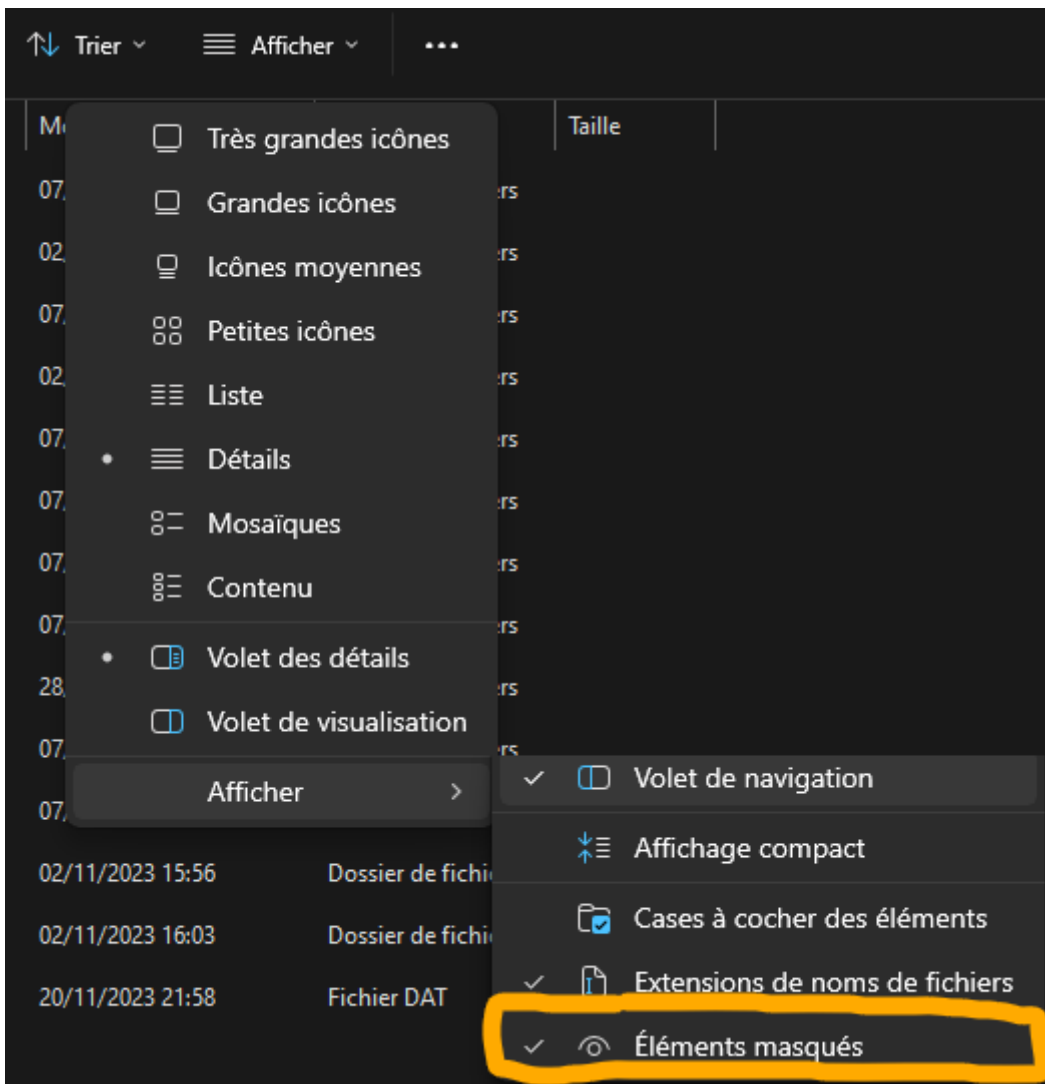 Trier Afficher •••
Taille
Très grandes icônes
Grandes icônes
Icônes moyennes
Petites icônes
Liste
Détails
Mosaïques
Contenu
Volet des détails
Volet de visualisation
Afficher
Volet de navigation
Affichage compact
Cases à cocher des éléments
Extensions de noms de fichiers
Éléments masqués
02/11/2023 15:56 Dossier de fichi
02/11/2023 16:03 Dossier de fichi
20/11/2023 21:58 Fichier DAT